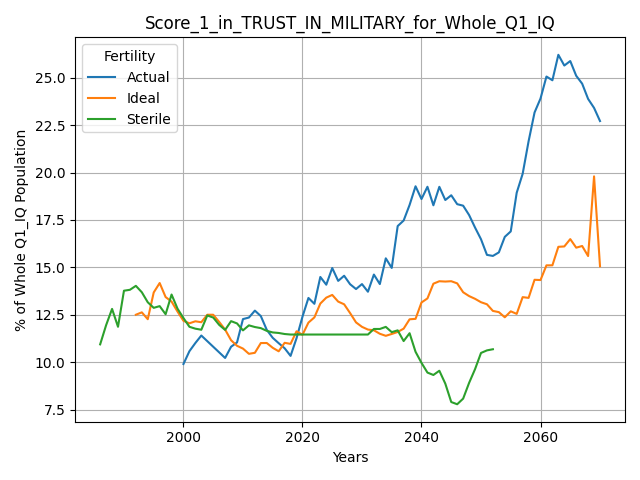 Score_1_in_TRUST_IN_MILITARY_for_Whole_Q1_IQ
Fertility
Actual
Ideal
Sterile
% of Whole Q1_IQ Population
25.0
22.5
20.0
17.5
15.0
12.5
10.0
7.5
2000 2020 2040 2060
Years